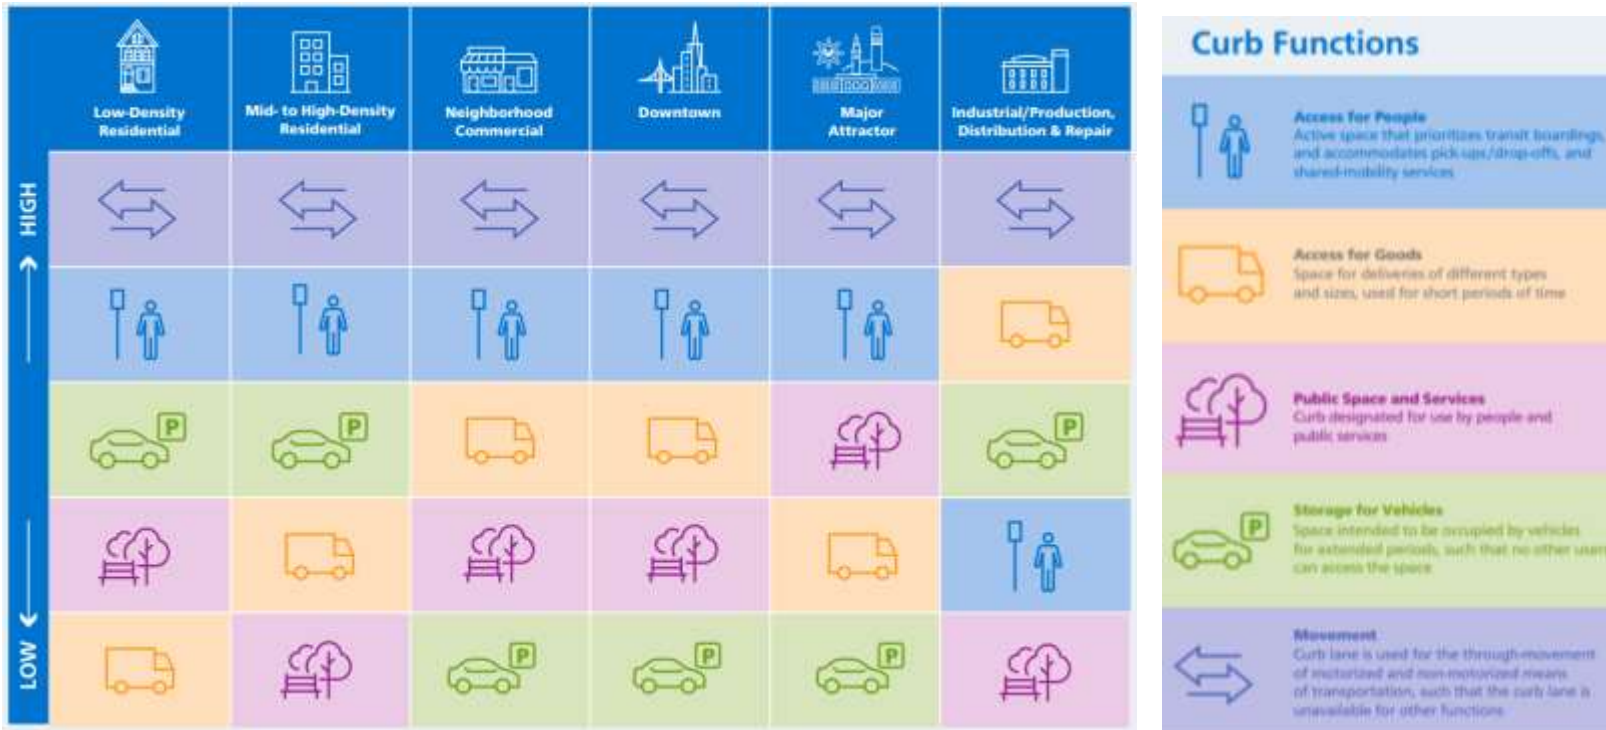 Low-Density
Residential
Mid- to High-Density
Residential
Neighborhood
Commercial
Downtown
Major
Attractor
Industrial/Production,
Distribution & Repair
HIGH
LOW
P
P
P
P
P
P
Curb Functions
Access for People
Active space that prioritizes transit boardings,
and accommodates pick-ups/drop-offs, and
shared-mobility services
Access for Goods
Space for deliveries of different types
and sizes, used for short periods of time
Public Space and Services
Curb designated for use by people and
public services
P
Storage for Vehicles
Space intended to be occupied by vehicles
for extended periods, such that no other users
can access the space
Movement
Curb lane is used for the through-movement
of motorized and non-motorized means
of transportation, such that the curb lane is
unavailable for other functions